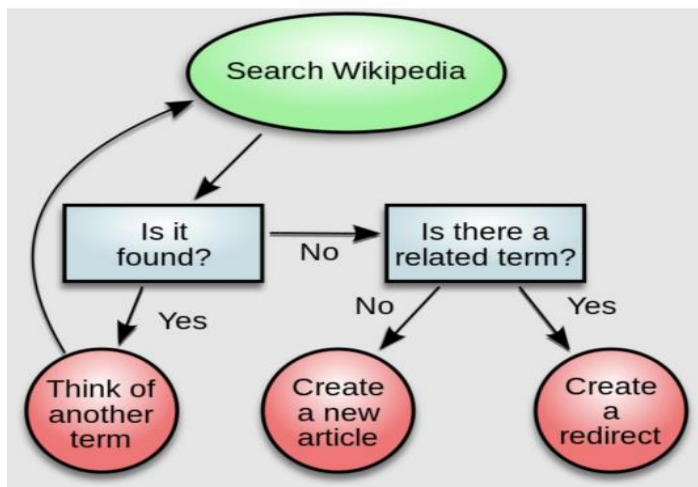 Search Wikipedia
Is it
found?
No
Is there a
related term?
Yes
No
Yes
Think of
another
term
Create
a new
article
Create
a
redirect